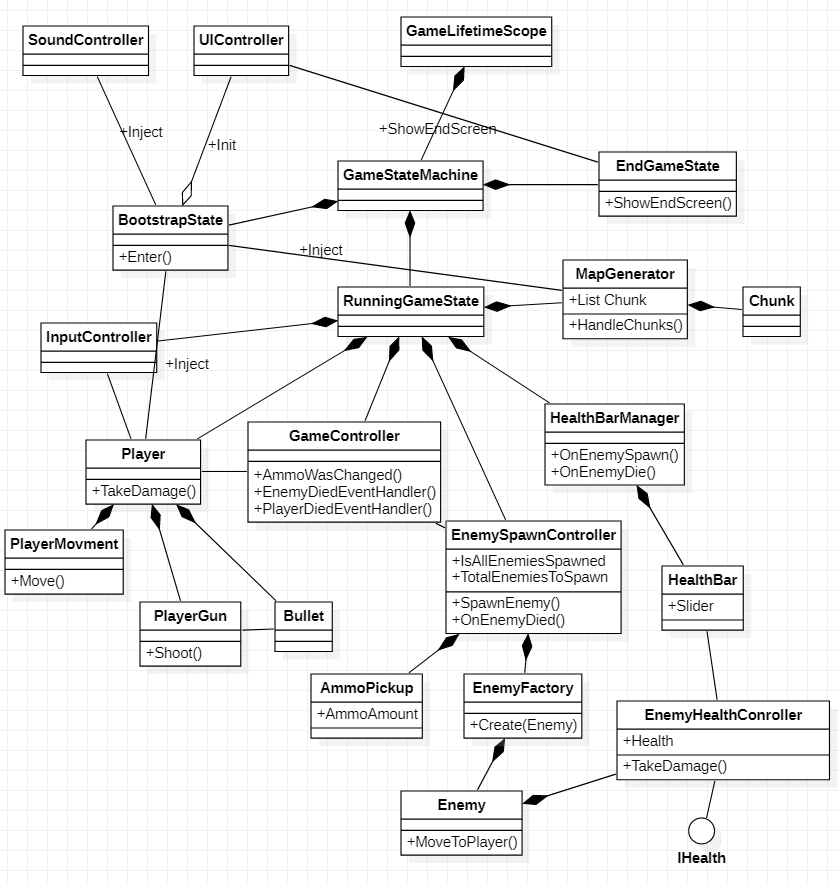 GameLifetimeScope
SoundController
UIController
+Inject
+Init
+ShowEndScreen
EndGameState
+ShowEndScreen()
GameStateMachine
BootstrapState
+Enter()
+Inject
MapGenerator
+List Chunk
+HandleChunks()
Chunk
RunningGameState
InputController
+Inject
HealthBarManager
+OnEnemySpawn()
+OnEnemyDie()
GameController
+AmmoWasChanged()
+EnemyDiedEventHandler()
+PlayerDiedEventHandler()
Player
+TakeDamage()
PlayerMovment
+Move()
EnemySpawnController
+IsAllEnemiesSpawned
+TotalEnemiesToSpawn
+SpawnEnemy()
+OnEnemyDied()
HealthBar
+Slider
PlayerGun
+Shoot()
Bullet
AmmoPickup
+AmmoAmount
EnemyFactory
+Create(Enemy)
EnemyHealthConroller
+Health
+TakeDamage()
Enemy
+MoveToPlayer()
IHealth